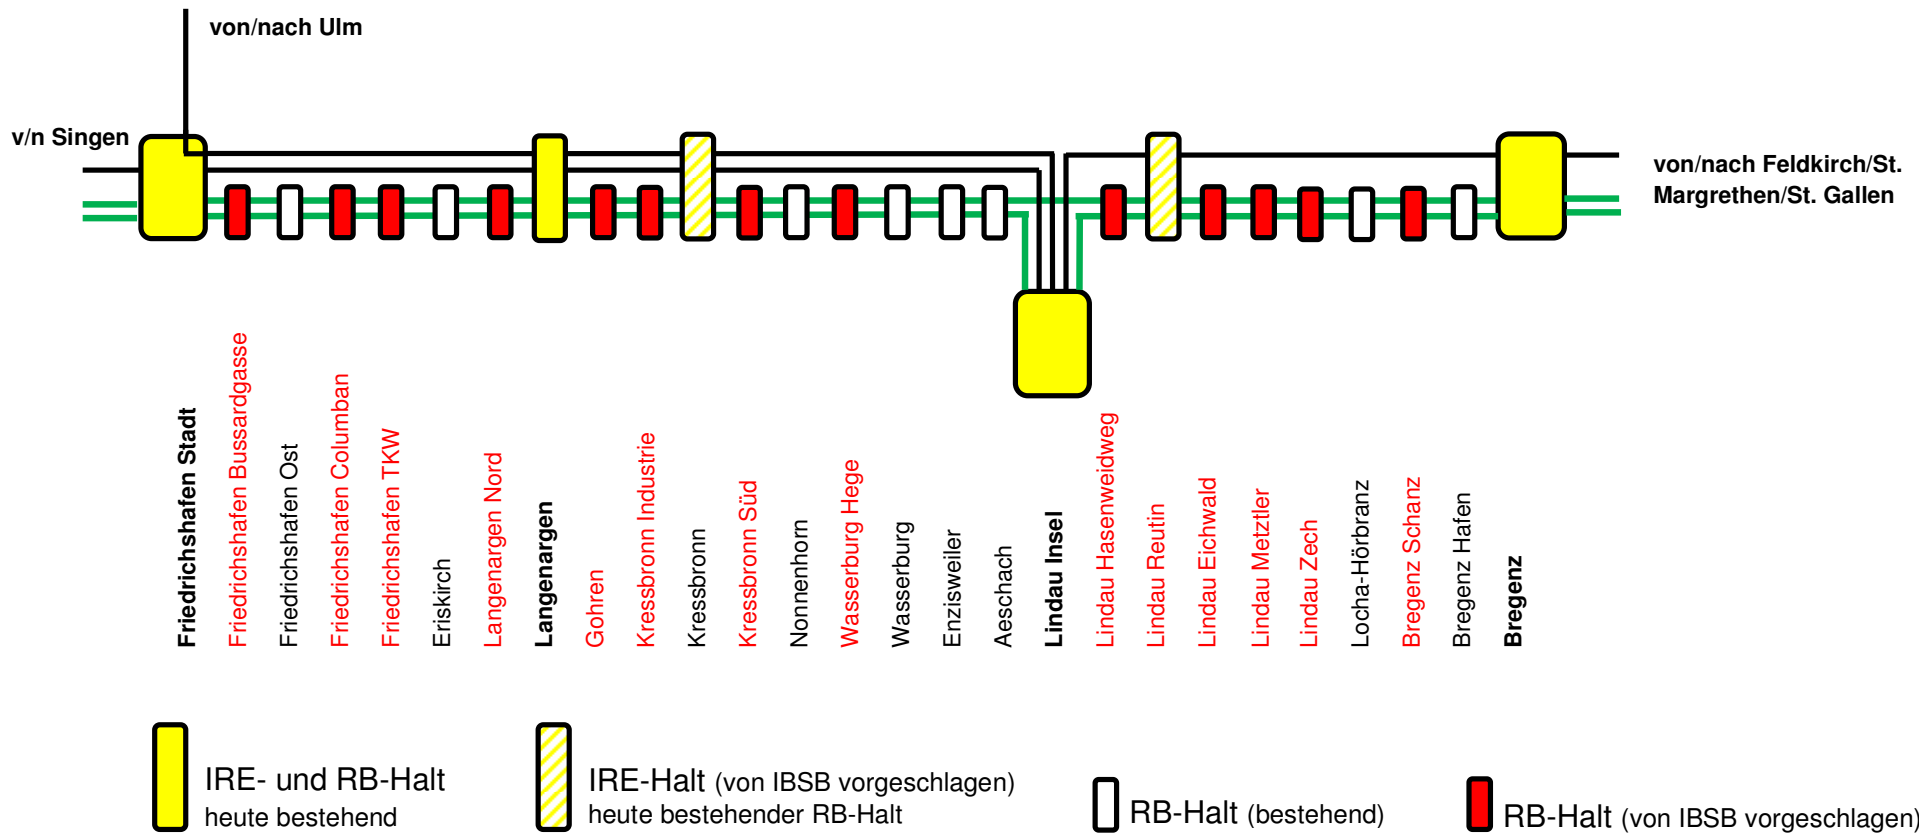 von/nach Ulm
v/n Singen
von/nach Feldkirch/St.
Margrethen/St. Gallen
Friedrichshafen Stadt
Friedrichshafen Bussardgasse
Friedrichshafen Ost
Friedrichshafen Columban
Friedrichshafen TKW
Eriskirch
Langenargen Nord
Langenargen
Gohren
Kressbronn Industrie
Kressbronn
Kressbronn Süd
Nonnenhorn
Wasserburg Hege
Wasserburg
Enzisweiler
Aeschach
Lindau Insel
Lindau Hasenweidweg
Lindau Reutin
Lindau Eichwald
Lindau Metztler
Lindau Zech
Locha-Hörbranz
Bregenz Schanz
Bregenz Hafen
Bregenz
IRE- und RB-Halt
heute bestehend
IRE-Halt (von IBSB vorgeschlagen)
heute bestehender RB-Halt
RB-Halt (bestehend)
RB-Halt (von IBSB vorgeschlagen)